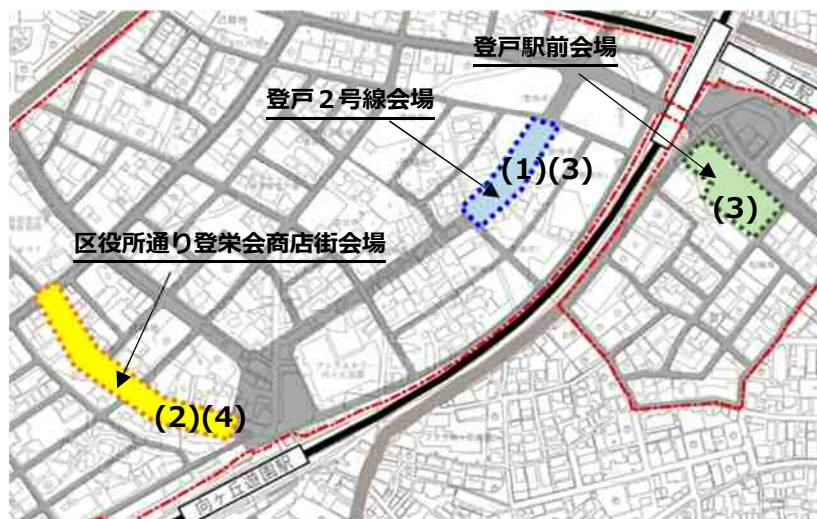 登戸駅前会場
登戸駅
登戸２号線会場
(1)(3)
(3)
区役所通り登栄会商店街会場
(2)(4)
向ヶ丘遊園駅